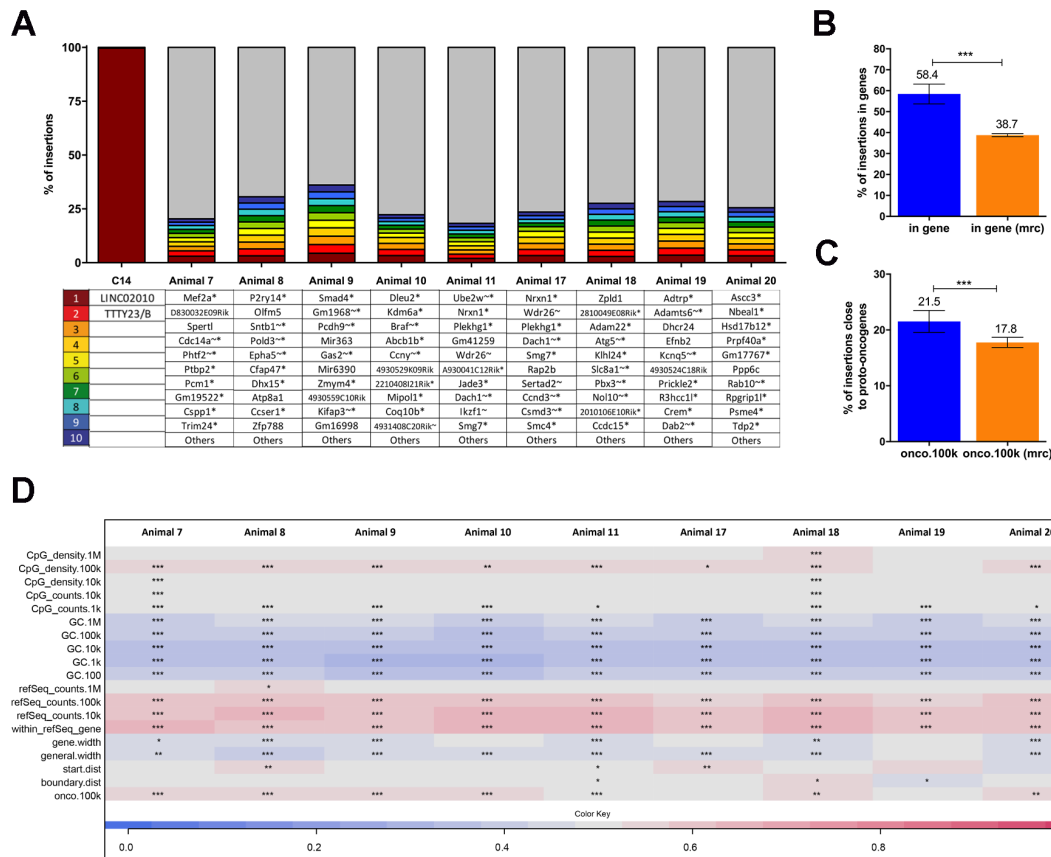 A
100
75
50
25
0
% of insertions
C14 Animal 7 Animal 8 Animal 9 Animal 10 Animal 11 Animal 17 Animal 18 Animal 19 Animal 20
1 LINC02010 Mef2a* P2ry14* Smad4* Dleu2* Ube2w~* Nrxn1* Zpld1 Adtrp* Ascc3*
2 TTTY23/B D830032E09Rik Olfm5 Gm1968~* Kdm6a* Nrxn1* Wdr26~ 2810049E08Rik* Adamts6~* Nbeal1*
3 Spertl Sntb1~* Pcdh9~* Braf~* Plekhg1* Plekhg1* Adam22* Dhcr24 Hsd17b12*
4 Cdc14a~* Pold3~* Mir363 Abcb1b* Gm41259 Dach1~* Atg5~* Efnb2 Prpf40a*
5 Phtf2~* Epha5~* Gas2~* Ccny~* Wdr26~ Smg7* Klhl24* Kcnq5~* Gm17767*
6 Ptbp2* Cfap47* Mir6390 4930529K09Rik A930041C12Rik* Rap2b Slc8a1~* 4930524C18Rik Ppp6c
7 Pcm1* Dhx15* Zmym4* 2210408I21Rik* Jade3* Sertad2~ Pbx3~* Prickle2* Rab10~*
8 Gm19522* Atp8a1 4930559C10Rik Mipol1* Dach1~* Ccnd3~* Nol10~* R3hcc1l* Rpgrip1l*
9 Cspp1* Ccser1* Kifap3~* Coq10b* Ikzf1~ Csmd3~* 2010106E10Rik* Crem* Psme4*
Trim24* Zfp788 Gm16998 4931408C20Rik~ Smg7* Smc4* Ccdc15* Dab2~* Tdp2*
10 Others Others Others Others Others Others Others Others Others
B
80
70
60
50
40
30
20
10
0
% of insertions in genes
***
58.4
38.7
in gene in gene (mrc)
C
30
20
10
0
% of insertions close
to proto-oncogenes
***
21.5
17.8
onco.100k onco.100k (mrc)
D
Animal 7 Animal 8 Animal 9 Animal 10 Animal 11 Animal 17 Animal 18 Animal 19 Animal 20
CpG_density.1M ***
CpG_density.100k *** *** *** ** *** * *** ***
CpG_density.10k *** ***
CpG_counts.10k *** ***
CpG_counts.1k *** *** *** *** * *** *** *
GC.1M *** *** *** *** *** *** *** *** ***
GC.100k *** *** *** *** *** *** *** *** ***
GC.10k *** *** *** *** *** *** *** *** ***
GC.1k *** *** *** *** *** *** *** *** ***
GC.100 *** *** *** *** *** *** *** *** ***
refSeq_counts.1M *
refSeq_counts.100k *** *** *** *** *** *** *** *** ***
refSeq_counts.10k *** *** *** *** *** *** *** *** ***
within_refSeq_gene *** *** *** *** *** *** *** *** ***
gene.width * *** *** *** ** ***
general.width ** *** *** *** *** *** *** ***
start.dist ** * **
boundary.dist * * *
onco.100k *** *** *** *** *** ** **
Color Key
0.0 0.2 0.4 0.6 0.8